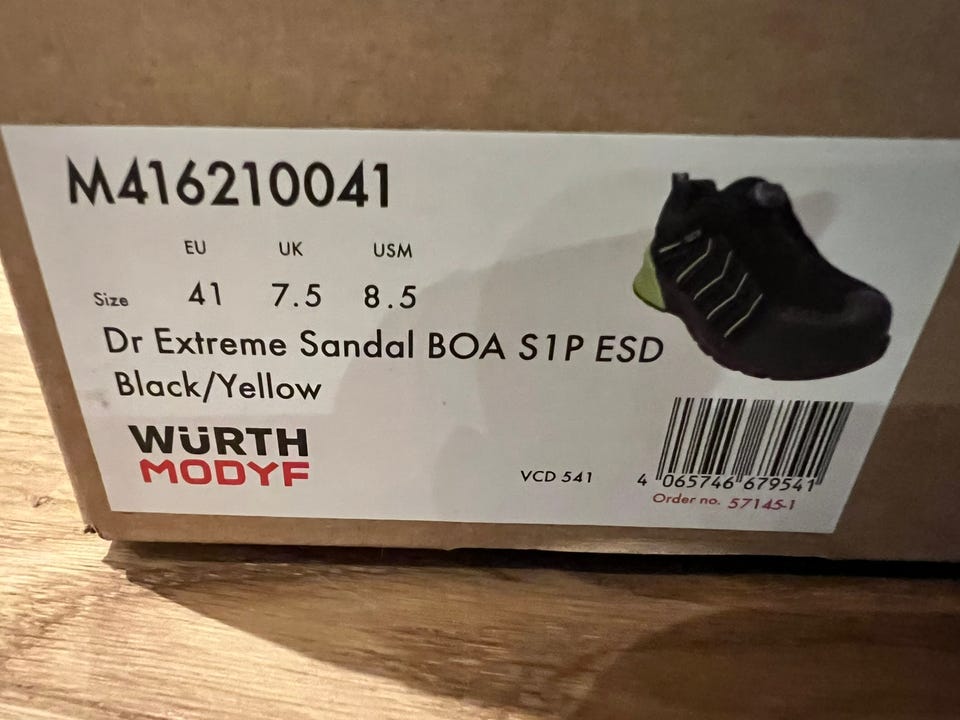 M416210041
EU UK USM
Size 41 7.5 8.5
Dr Extreme Sandal BOA S1P ESD
Black/Yellow
WÜRTH
MODYF
VCD 541
4 065746 679541
Order no. 57145-1